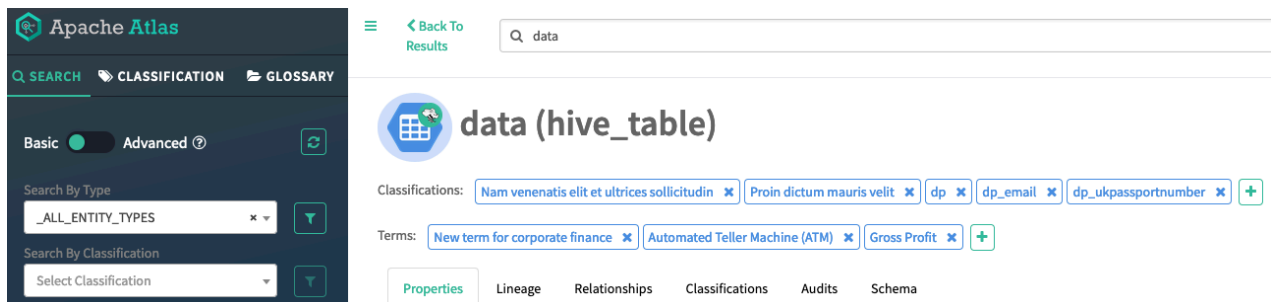 Apache Atlas
SEARCH CLASSIFICATION GLOSSARY
Basic Advanced
Search By Type
_ALL_ENTITY_TYPES
Search By Classification
Select Classification
Back To
Results
data
data (hive_table)
Classifications: Nam venenatis elit et ultrices sollicitudin Proin dictum mauris velit dp dp_email dp_ukpassportnumber
Terms: New term for corporate finance Automated Teller Machine (ATM) Gross Profit
Properties Lineage Relationships Classifications Audits Schema